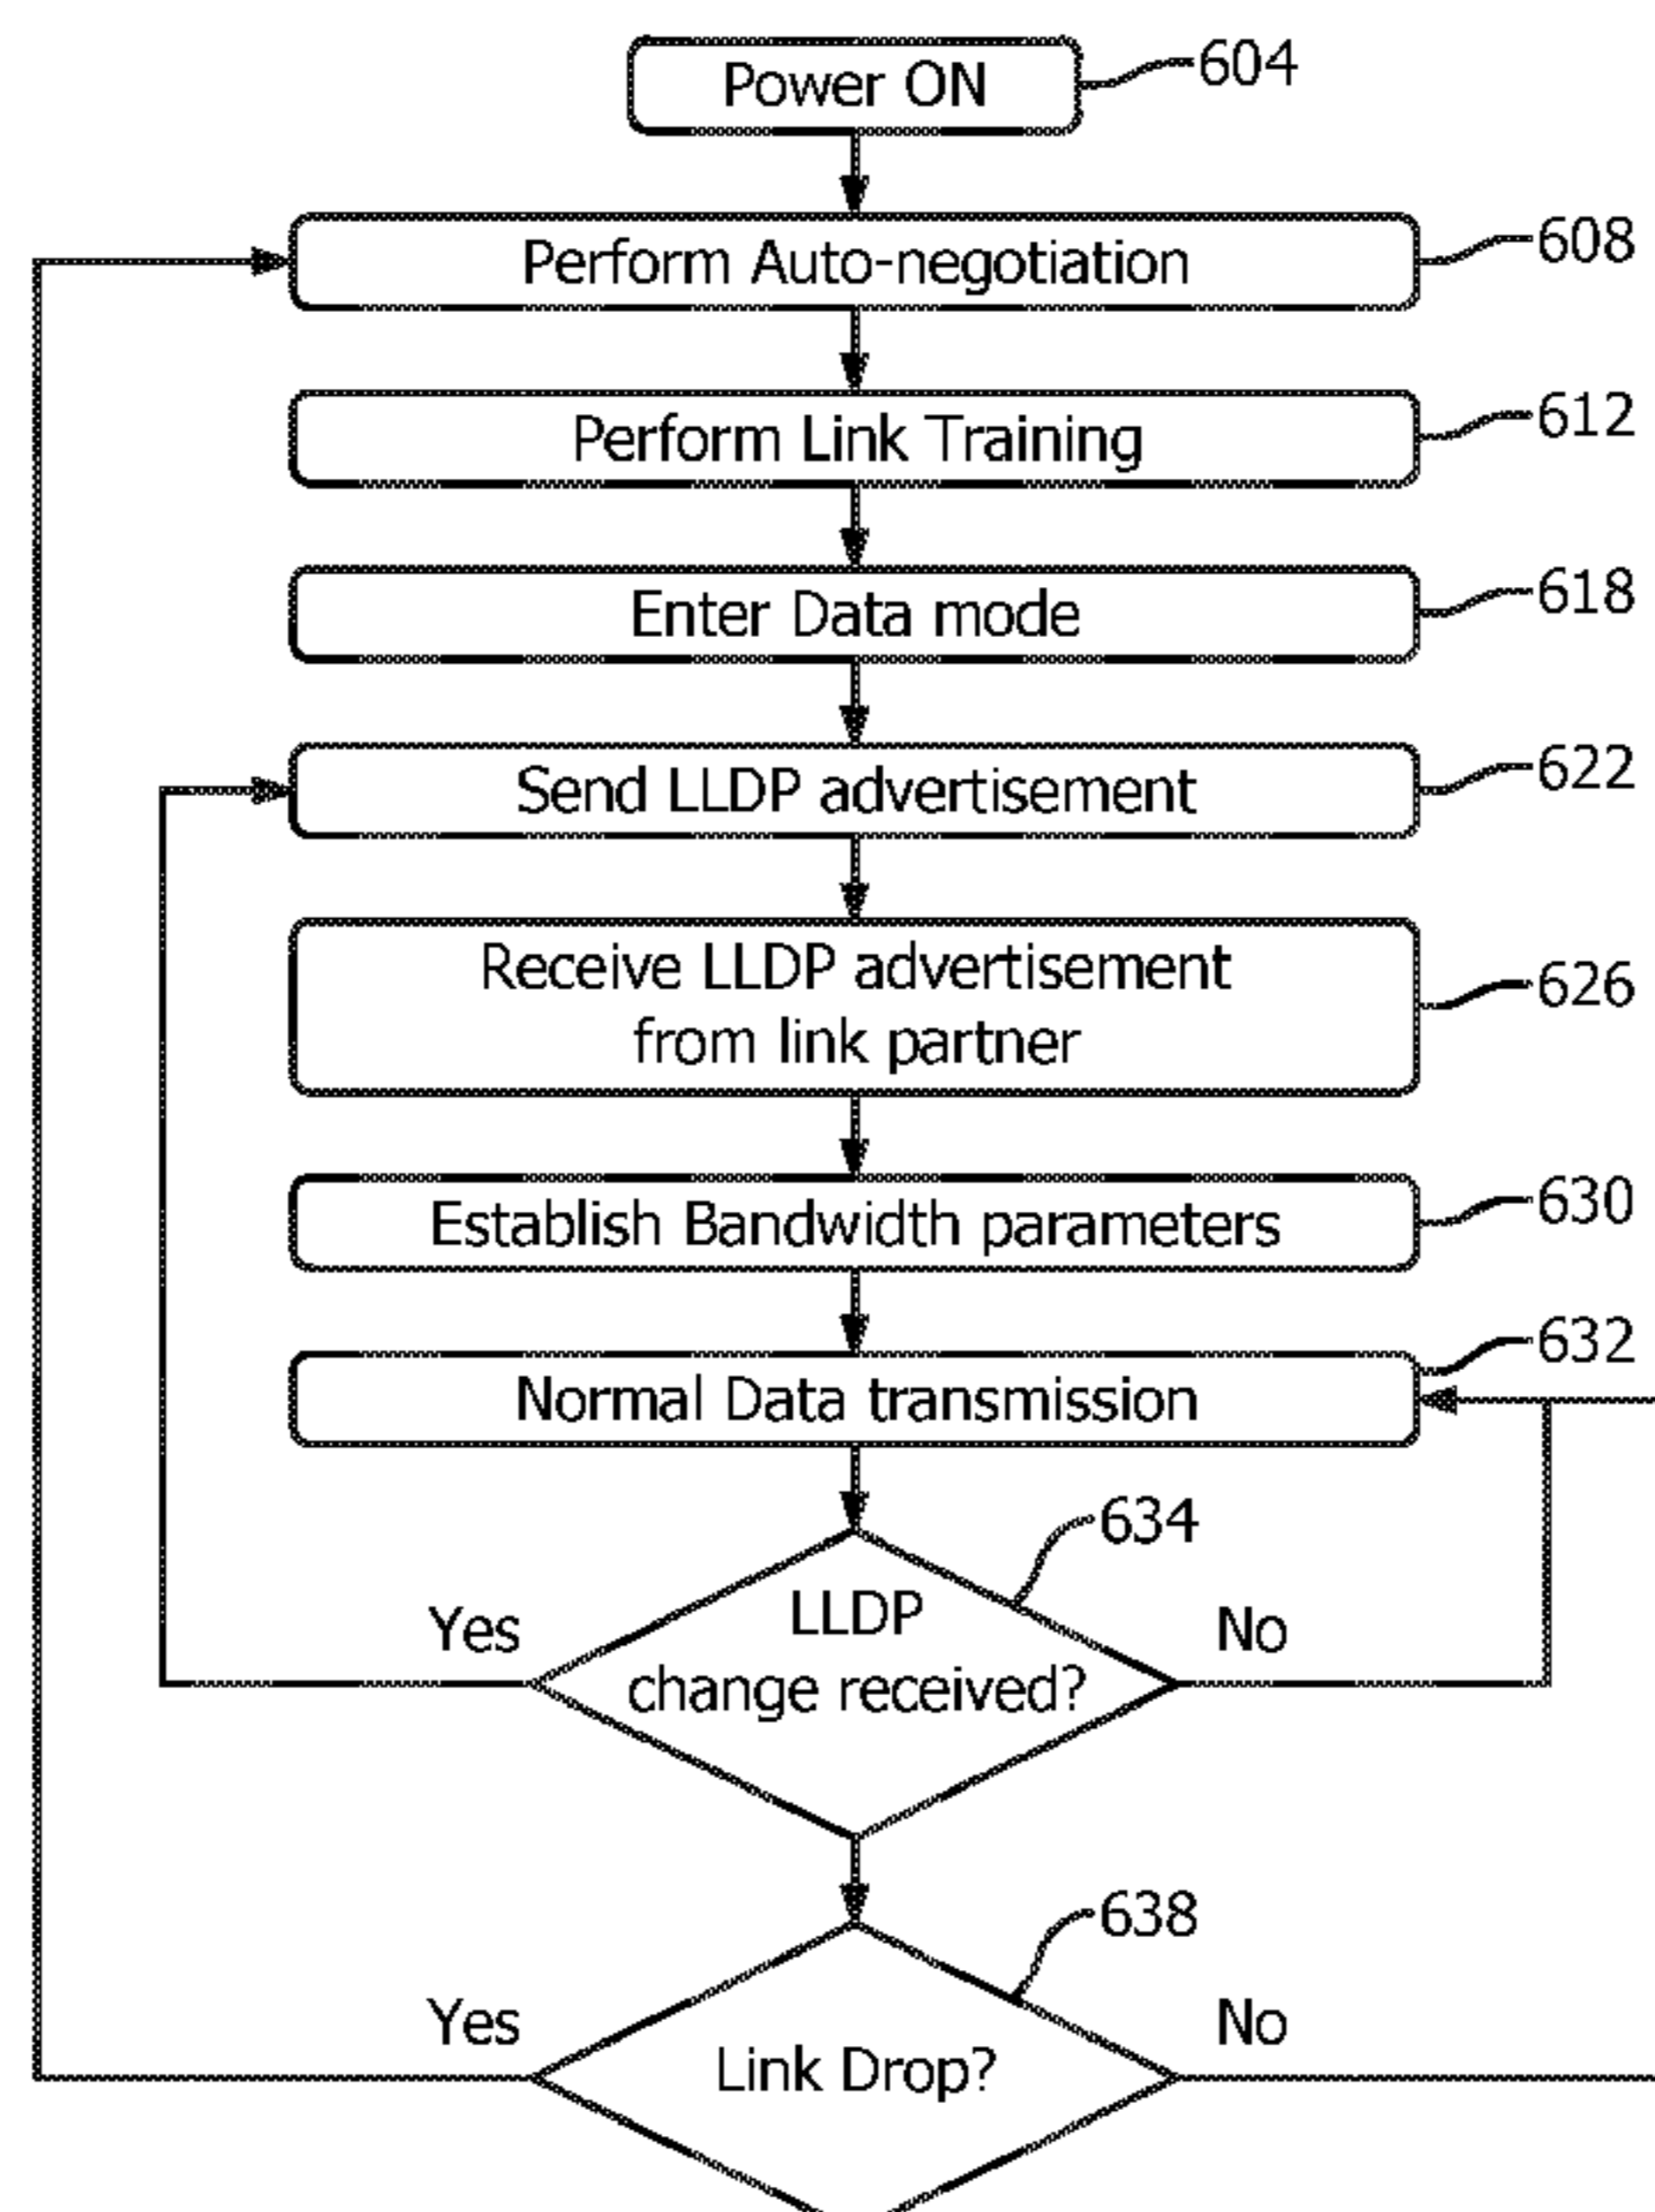 Power ON
604
Perform Auto-negotiation
608
Perform Link Training
612
Enter Data mode
618
Send LLDP advertisement
622
Receive LLDP advertisement
from link partner
626
Establish Bandwidth parameters
630
632
Normal Data transmission
634
LLDP
change received?
Yes
No
638
Yes
No
Link Drop?